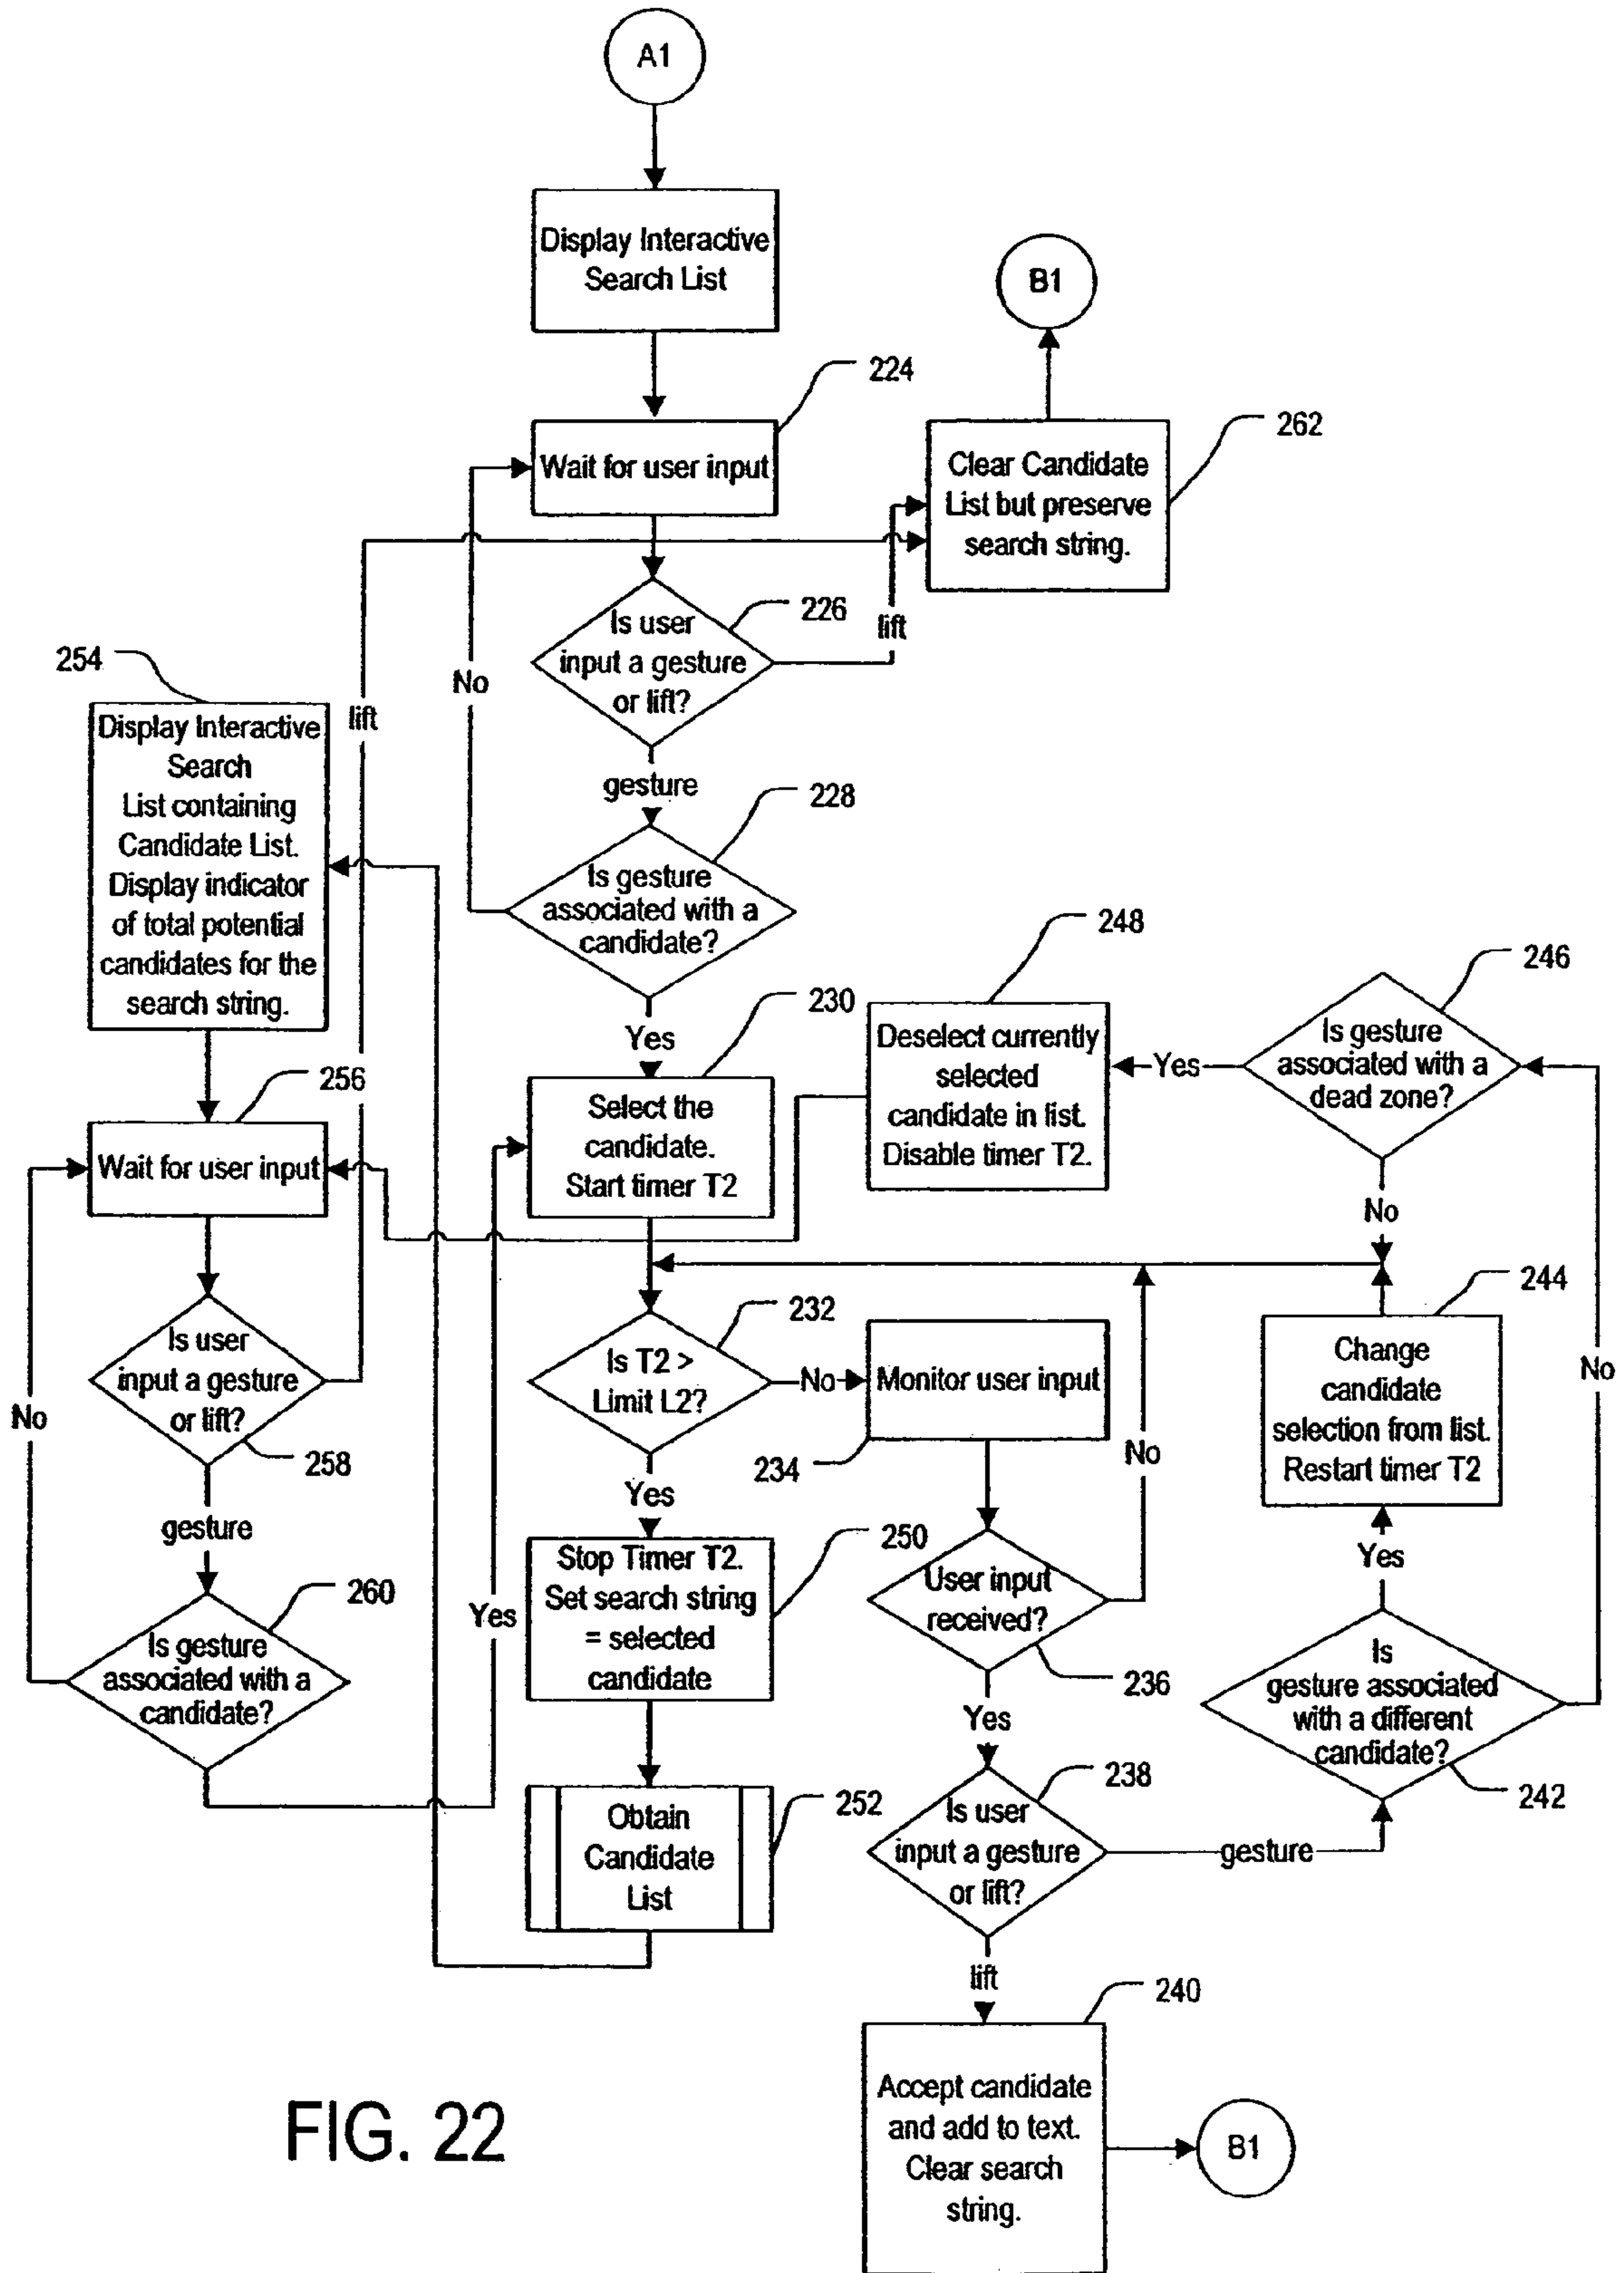 A1
Display Interactive
Search List
B1
224
Wait for user input
262
Clear Candidate
List but preserve
search string.
226
Is user
input a gesture
or lift?
lift
gesture
No
lift
254
Display Interactive
Search
List containing
Candidate List.
Display indicator
of total potential
candidates for the
search string.
228
Is gesture
associated with a
candidate?
Yes
230
Select the
candidate.
Start timer T2
248
Deselect currently
selected
candidate in list.
Disable timer T2.
Yes
246
Is gesture
associated with a
dead zone?
No
256
Wait for user input
Is user
input a gesture
or lift?
258
No
gesture
260
Is gesture
associated with a
candidate?
Yes
232
Is T2 >
Limit L2?
No
Monitor user input
234
No
244
Change
candidate
selection from list.
Restart timer T2
No
Yes
250
Stop Timer T2.
Set search string
= selected
candidate
User input
received?
236
Yes
Yes
Is
gesture associated
with a different
candidate?
242
252
Obtain
Candidate
List
238
Is user
input a gesture
or lift?
gesture
lift
240
Accept candidate
and add to text.
Clear search
string.
B1
FIG. 22